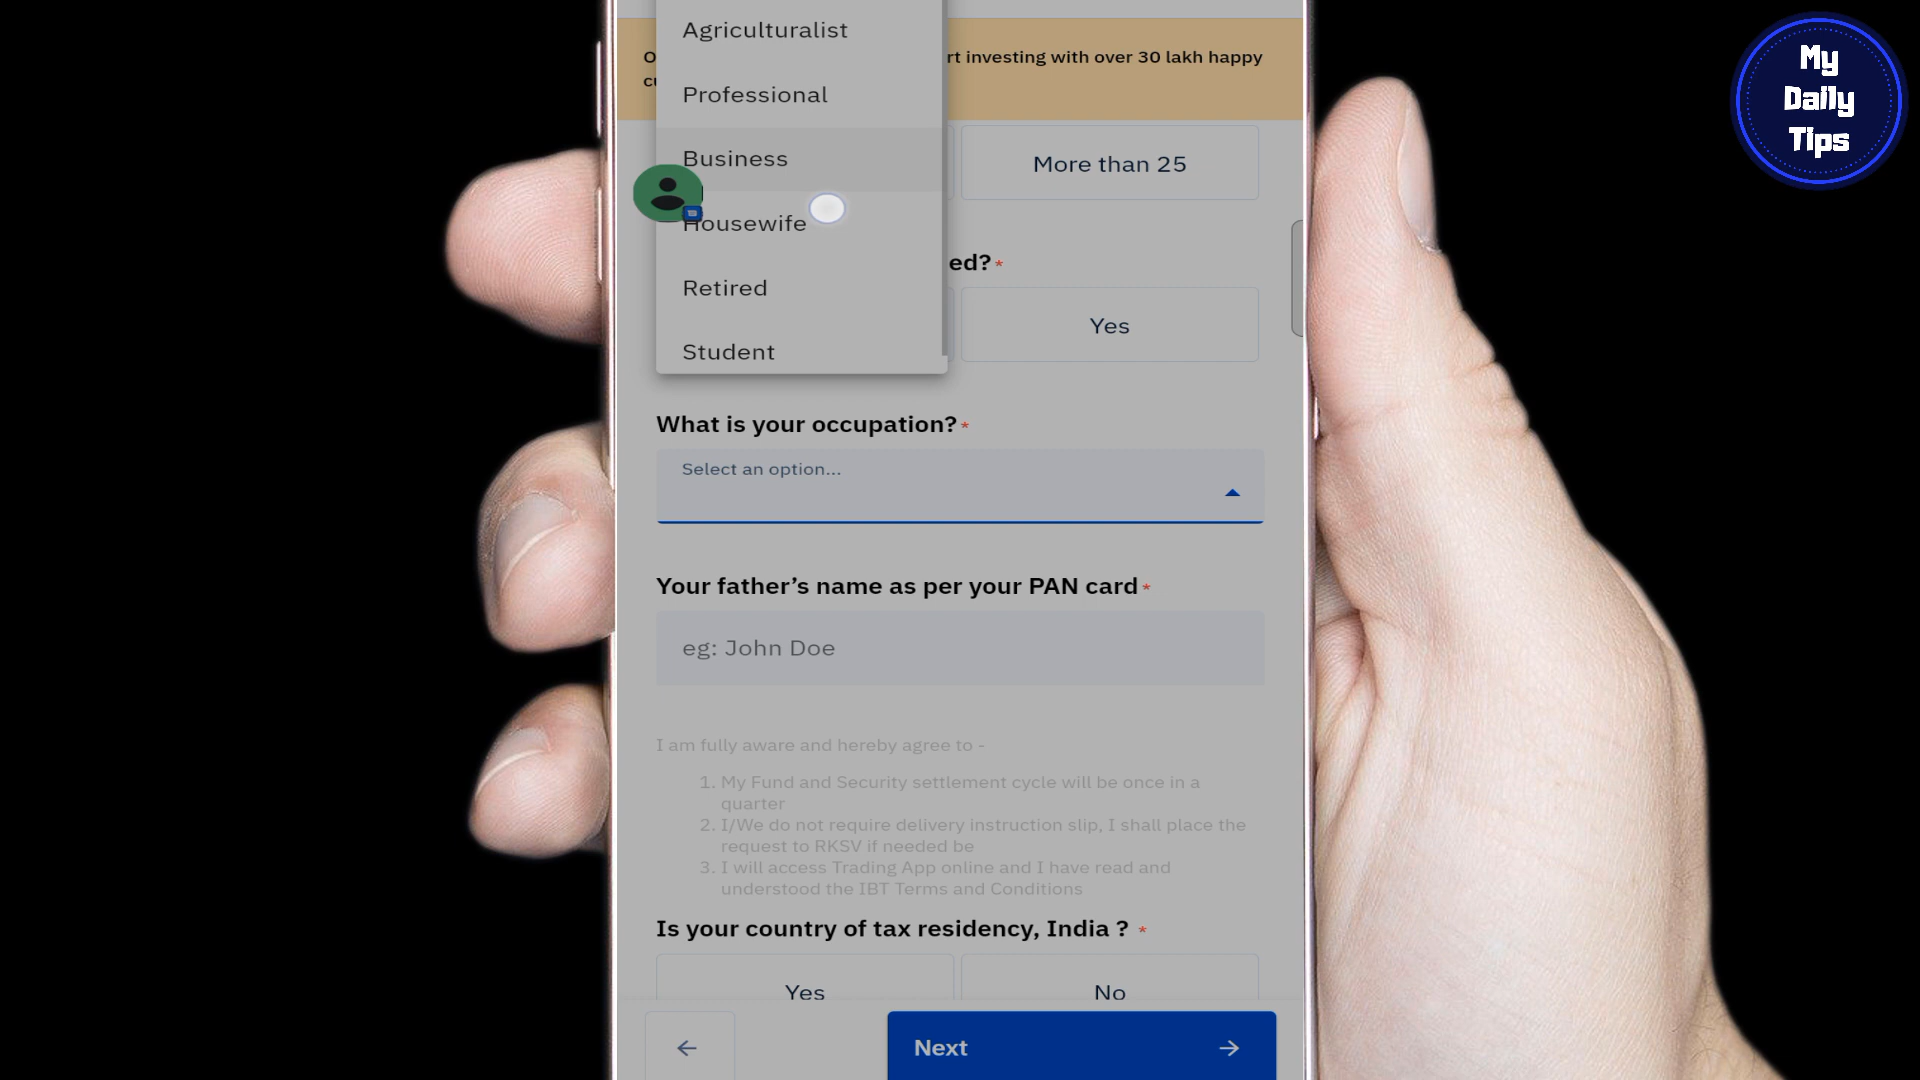 Agriculturalist
rt investing with over 30 lakh happy
Professional
Business
More than 25
Housewife
ed?*
Retired
Yes
Student
What is your occupation?*
Select an option...
Your father’s name as per your PAN card*
eg: John Doe
I am fully aware and hereby agree to -
1. My Fund and Security settlement cycle will be once in a
quarter
2. I/We do not require delivery instruction slip, I shall place the
request to RKSV if needed be
3. I will access Trading App online and I have read and
understood the IBT Terms and Conditions
Is your country of tax residency, India ? *
Yes No
Next
My
Daily
Tips